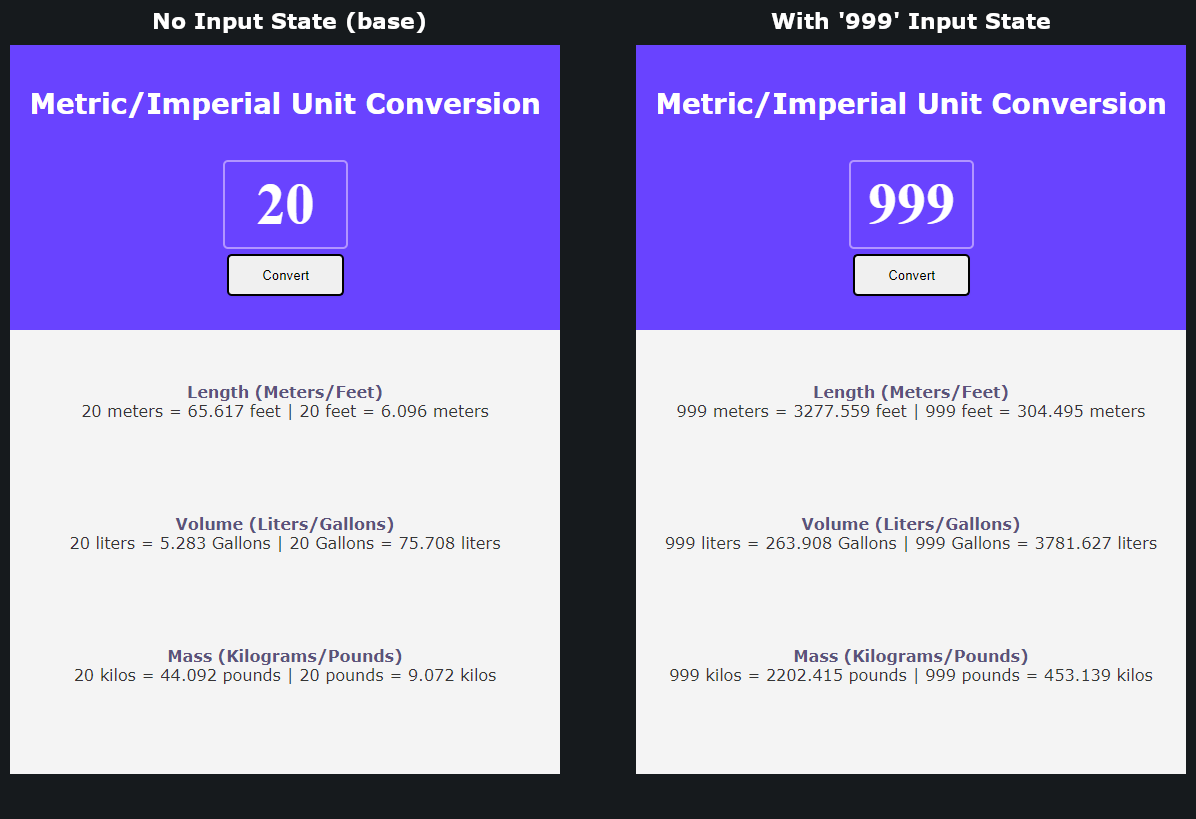 No Input State (base)
Metric/Imperial Unit Conversion
20
Convert
Length (Meters/Feet)
20 meters = 65.617 feet | 20 feet = 6.096 meters
Volume (Liters/Gallons)
20 liters = 5.283 Gallons | 20 Gallons = 75.708 liters
Mass (Kilograms/Pounds)
20 kilos = 44.092 pounds | 20 pounds = 9.072 kilos
With '999' Input State
Metric/Imperial Unit Conversion
999
Convert
Length (Meters/Feet)
999 meters = 3277.559 feet | 999 feet = 304.495 meters
Volume (Liters/Gallons)
999 liters = 263.908 Gallons | 999 Gallons = 3781.627 liters
Mass (Kilograms/Pounds)
999 kilos = 2202.415 pounds | 999 pounds = 453.139 kilos